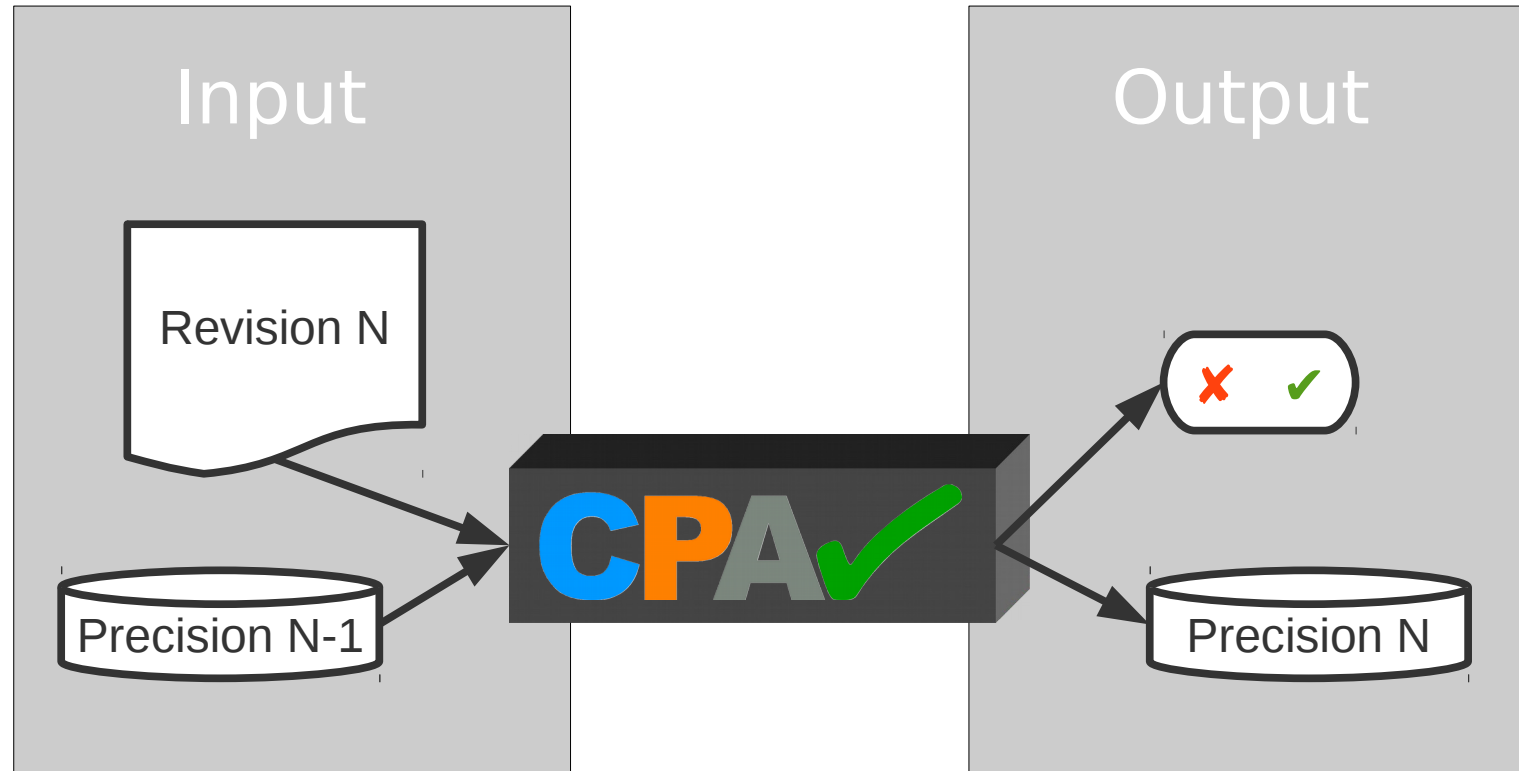 Input
Output
Revision N
✘ ✔
CPA✔
Precision N-1
Precision N